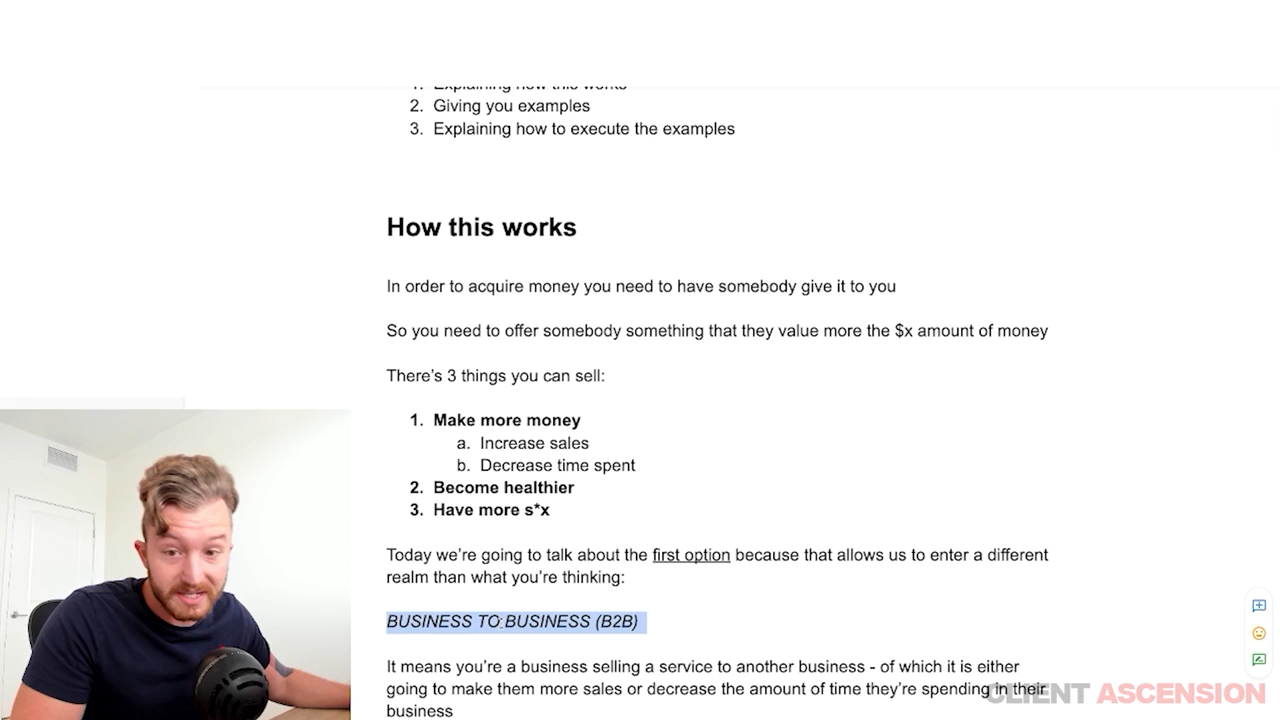 1. Explaining how this works
2. Giving you examples
3. Explaining how to execute the examples
How this works
In order to acquire money you need to have somebody give it to you
So you need to offer somebody something that they value more the $x amount of money
There's 3 things you can sell:
1. Make more money
a. Increase sales
b. Decrease time spent
2. Become healthier
3. Have more s*x
Today we're going to talk about the first option because that allows us to enter a different
realm than what you're thinking:
BUSINESS TO BUSINESS (B2B)
It means you're a business selling a service to another business - of which it is either
going to make them more sales or decrease the amount of time they're spending in their
business
CLIENT ASCENSION